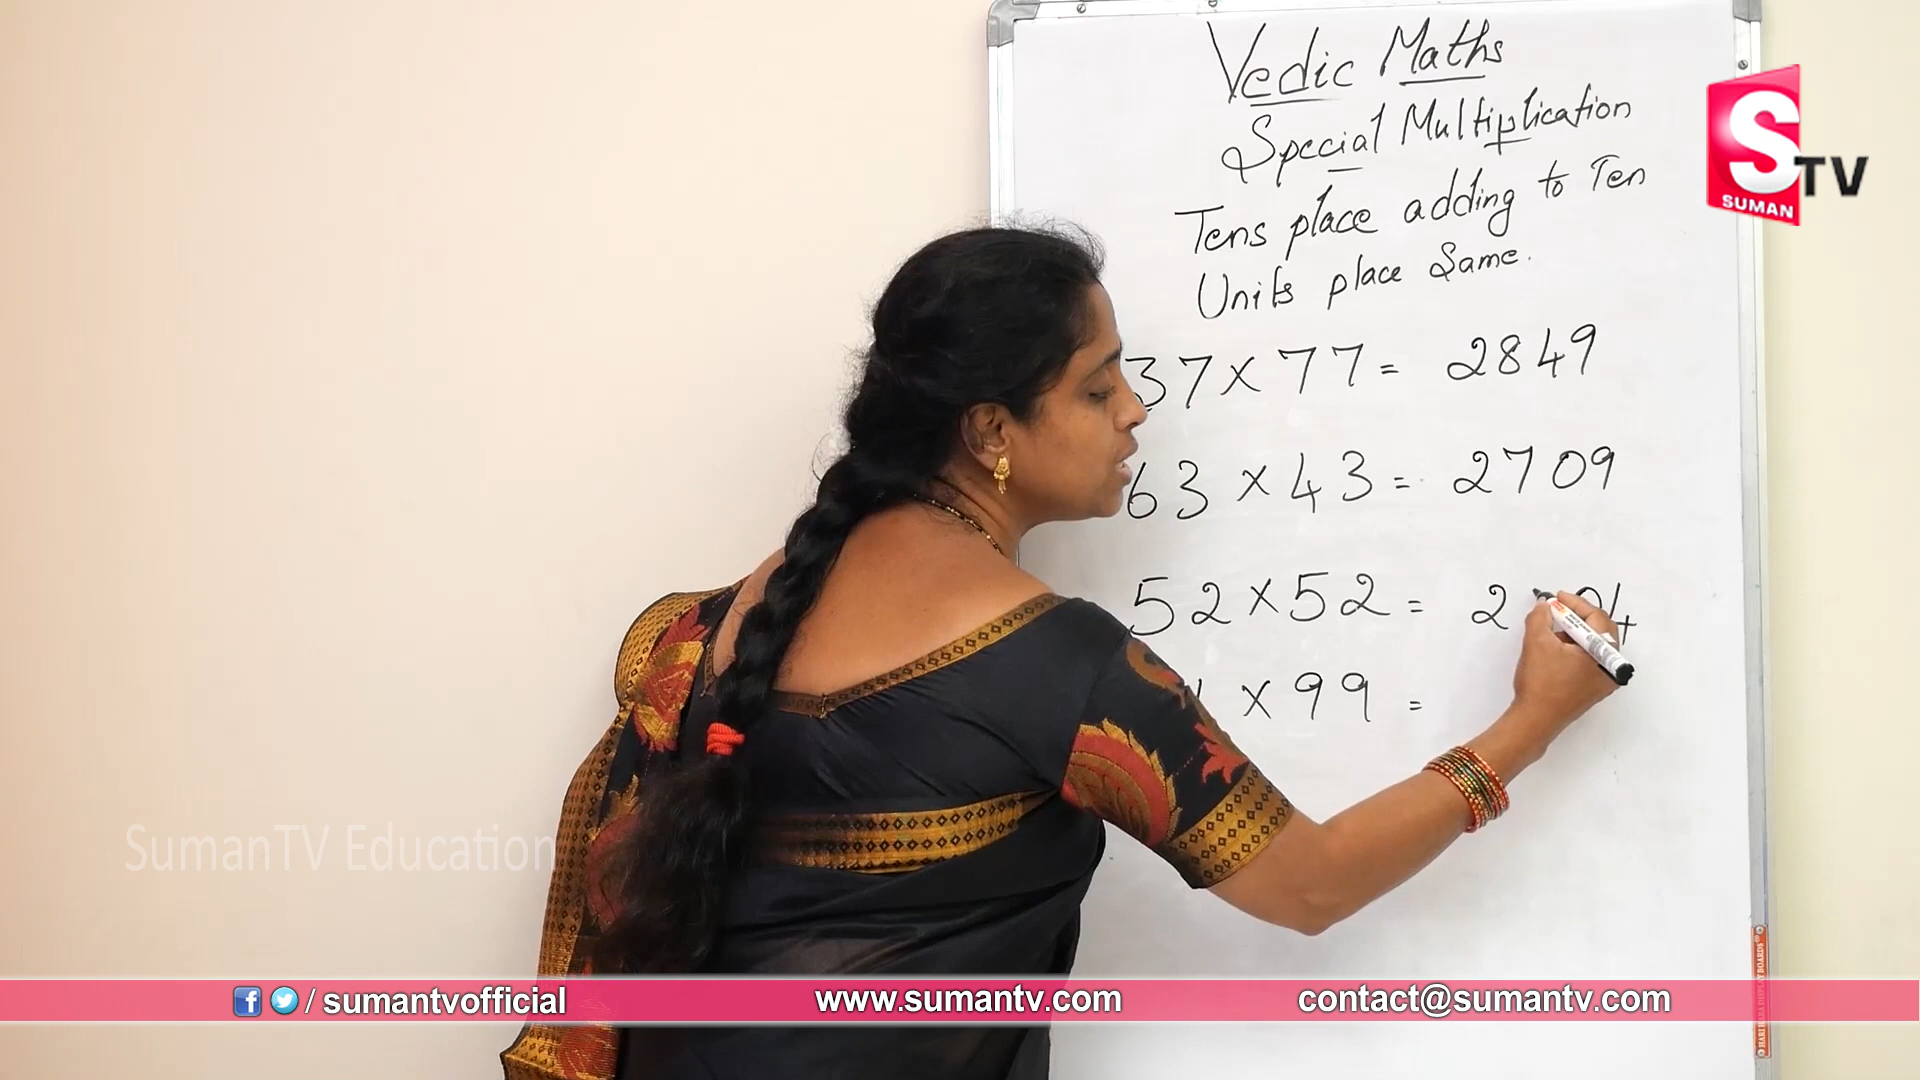 Vedic Maths
Special Multiplication
Tens place adding to Ten
Units place Same.
37 x 77 = 2849
63 x 43 = 2709
52 x 52 = 2 04
x 99 =
S TV
SUMAN
SumanTV Education
/ sumantvofficial
www.sumantv.com
contact@sumantv.com